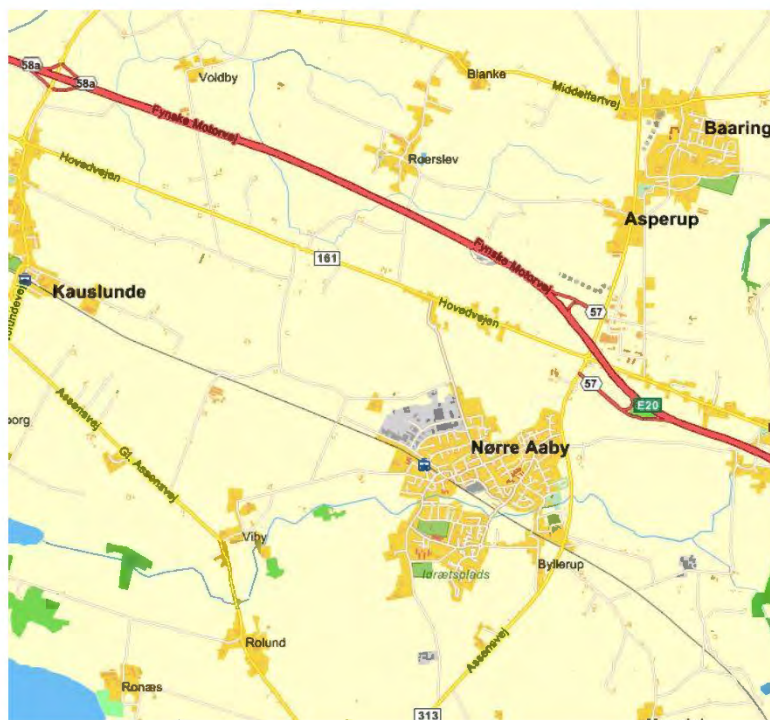 58a
58a
Voldby
Blanke
Middelfartvej
Fynske Motorvej
Baaring
Hovedvejen
Roerslev
Asperup
Fynske Motorvej
161
Kauslunde
57
Hovedvejen
57
E20
Assensvej
Nørre Aaby
Gl. Assensvej
Viby
Byllerup
Idrætsplads
Rolund
Assensvej
Ronæs
313